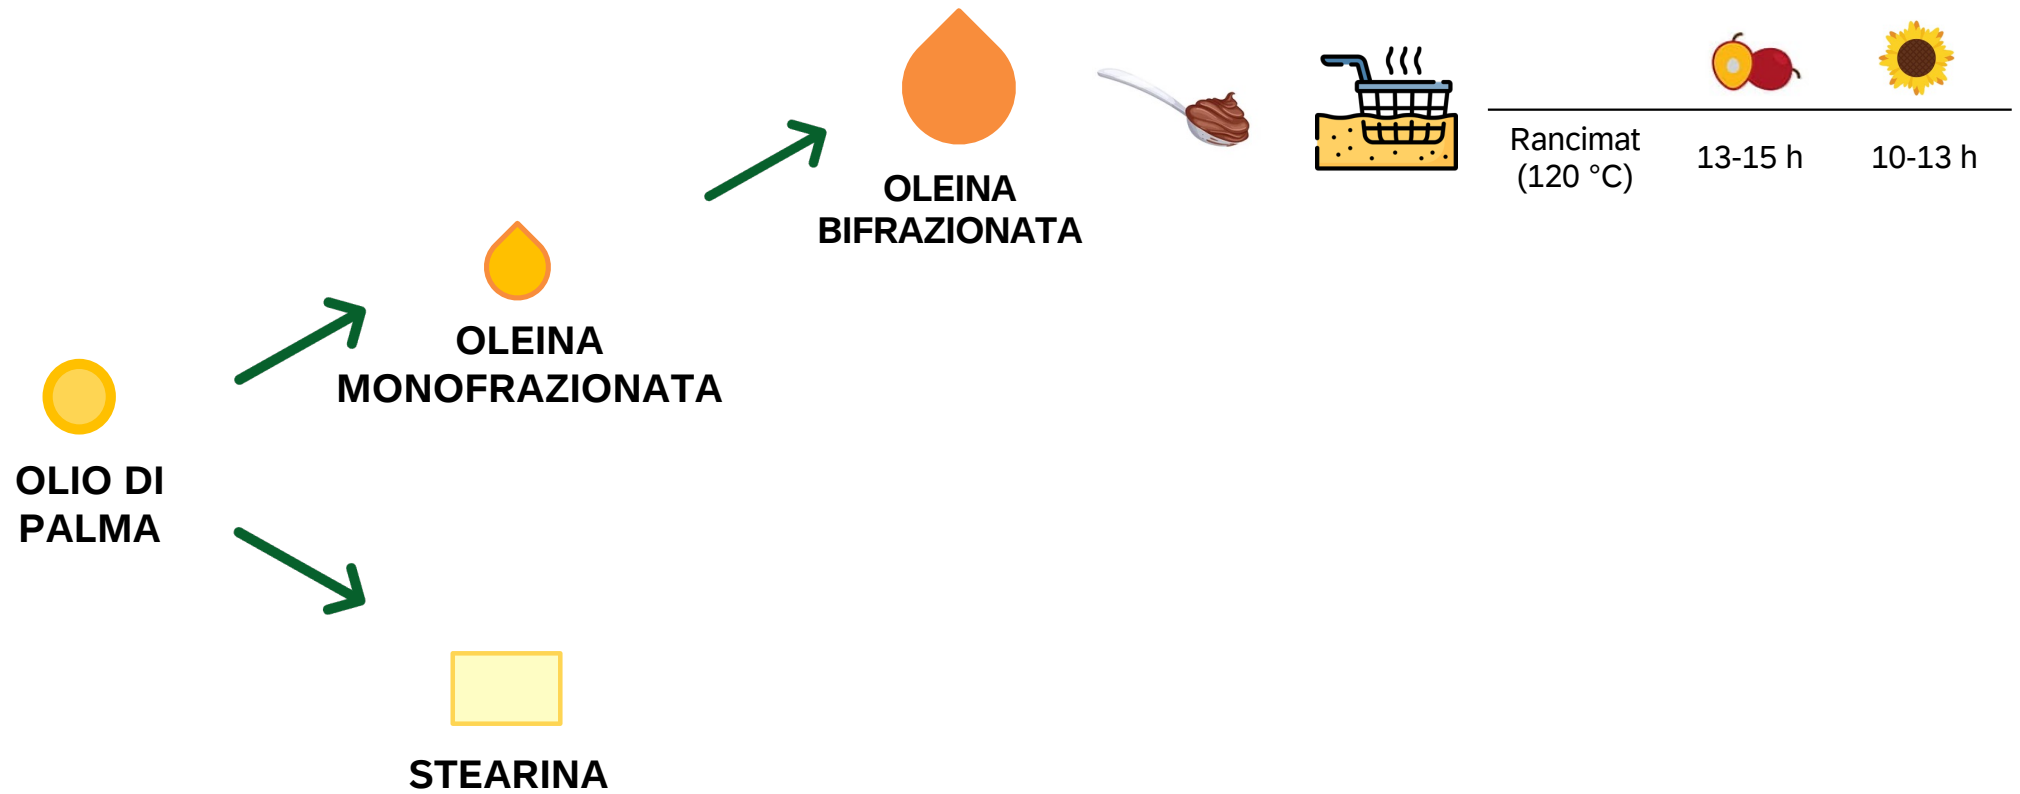 OLEINA
BIFRAZIONATA
Rancimat
(120 °C)
13-15 h
10-13 h
OLEINA
MONOFRAZIONATA
OLIO DI
PALMA
STEARINA